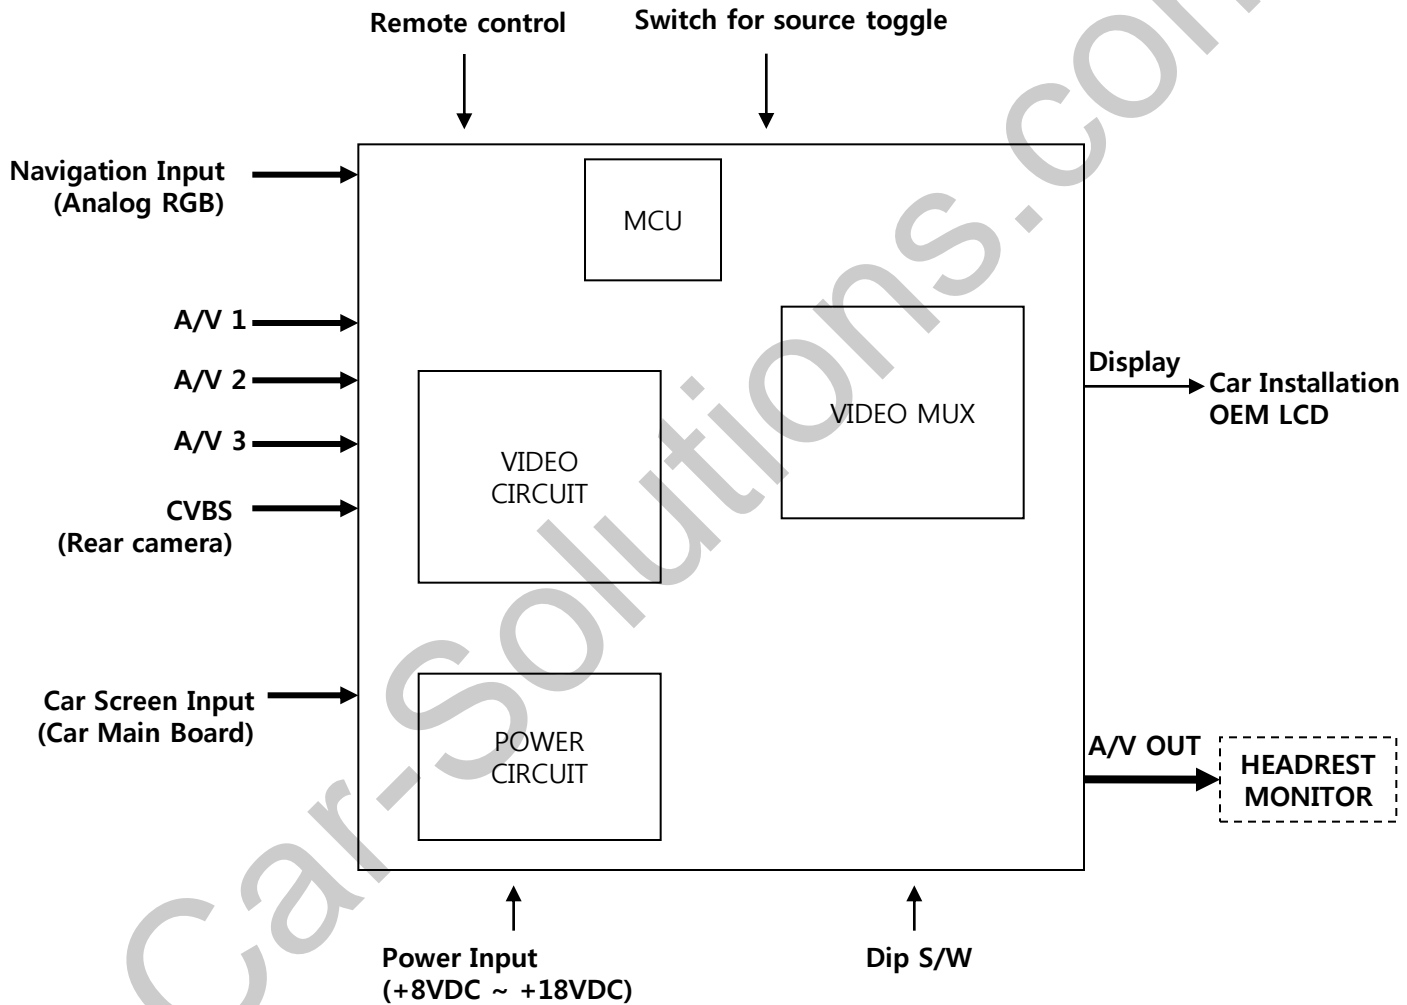 Remote control
Switch for source toggle
Navigation Input
(Analog RGB)
MCU
A/V 1
A/V 2
A/V 3
CVBS
(Rear camera)
VIDEO
CIRCUIT
VIDEO MUX
Display
Car Installation
OEM LCD
Car Screen Input
(Car Main Board)
POWER
CIRCUIT
A/V OUT
HEADREST
MONITOR
Power Input
(+8VDC ~ +18VDC)
Dip S/W
Car-Solutions.com